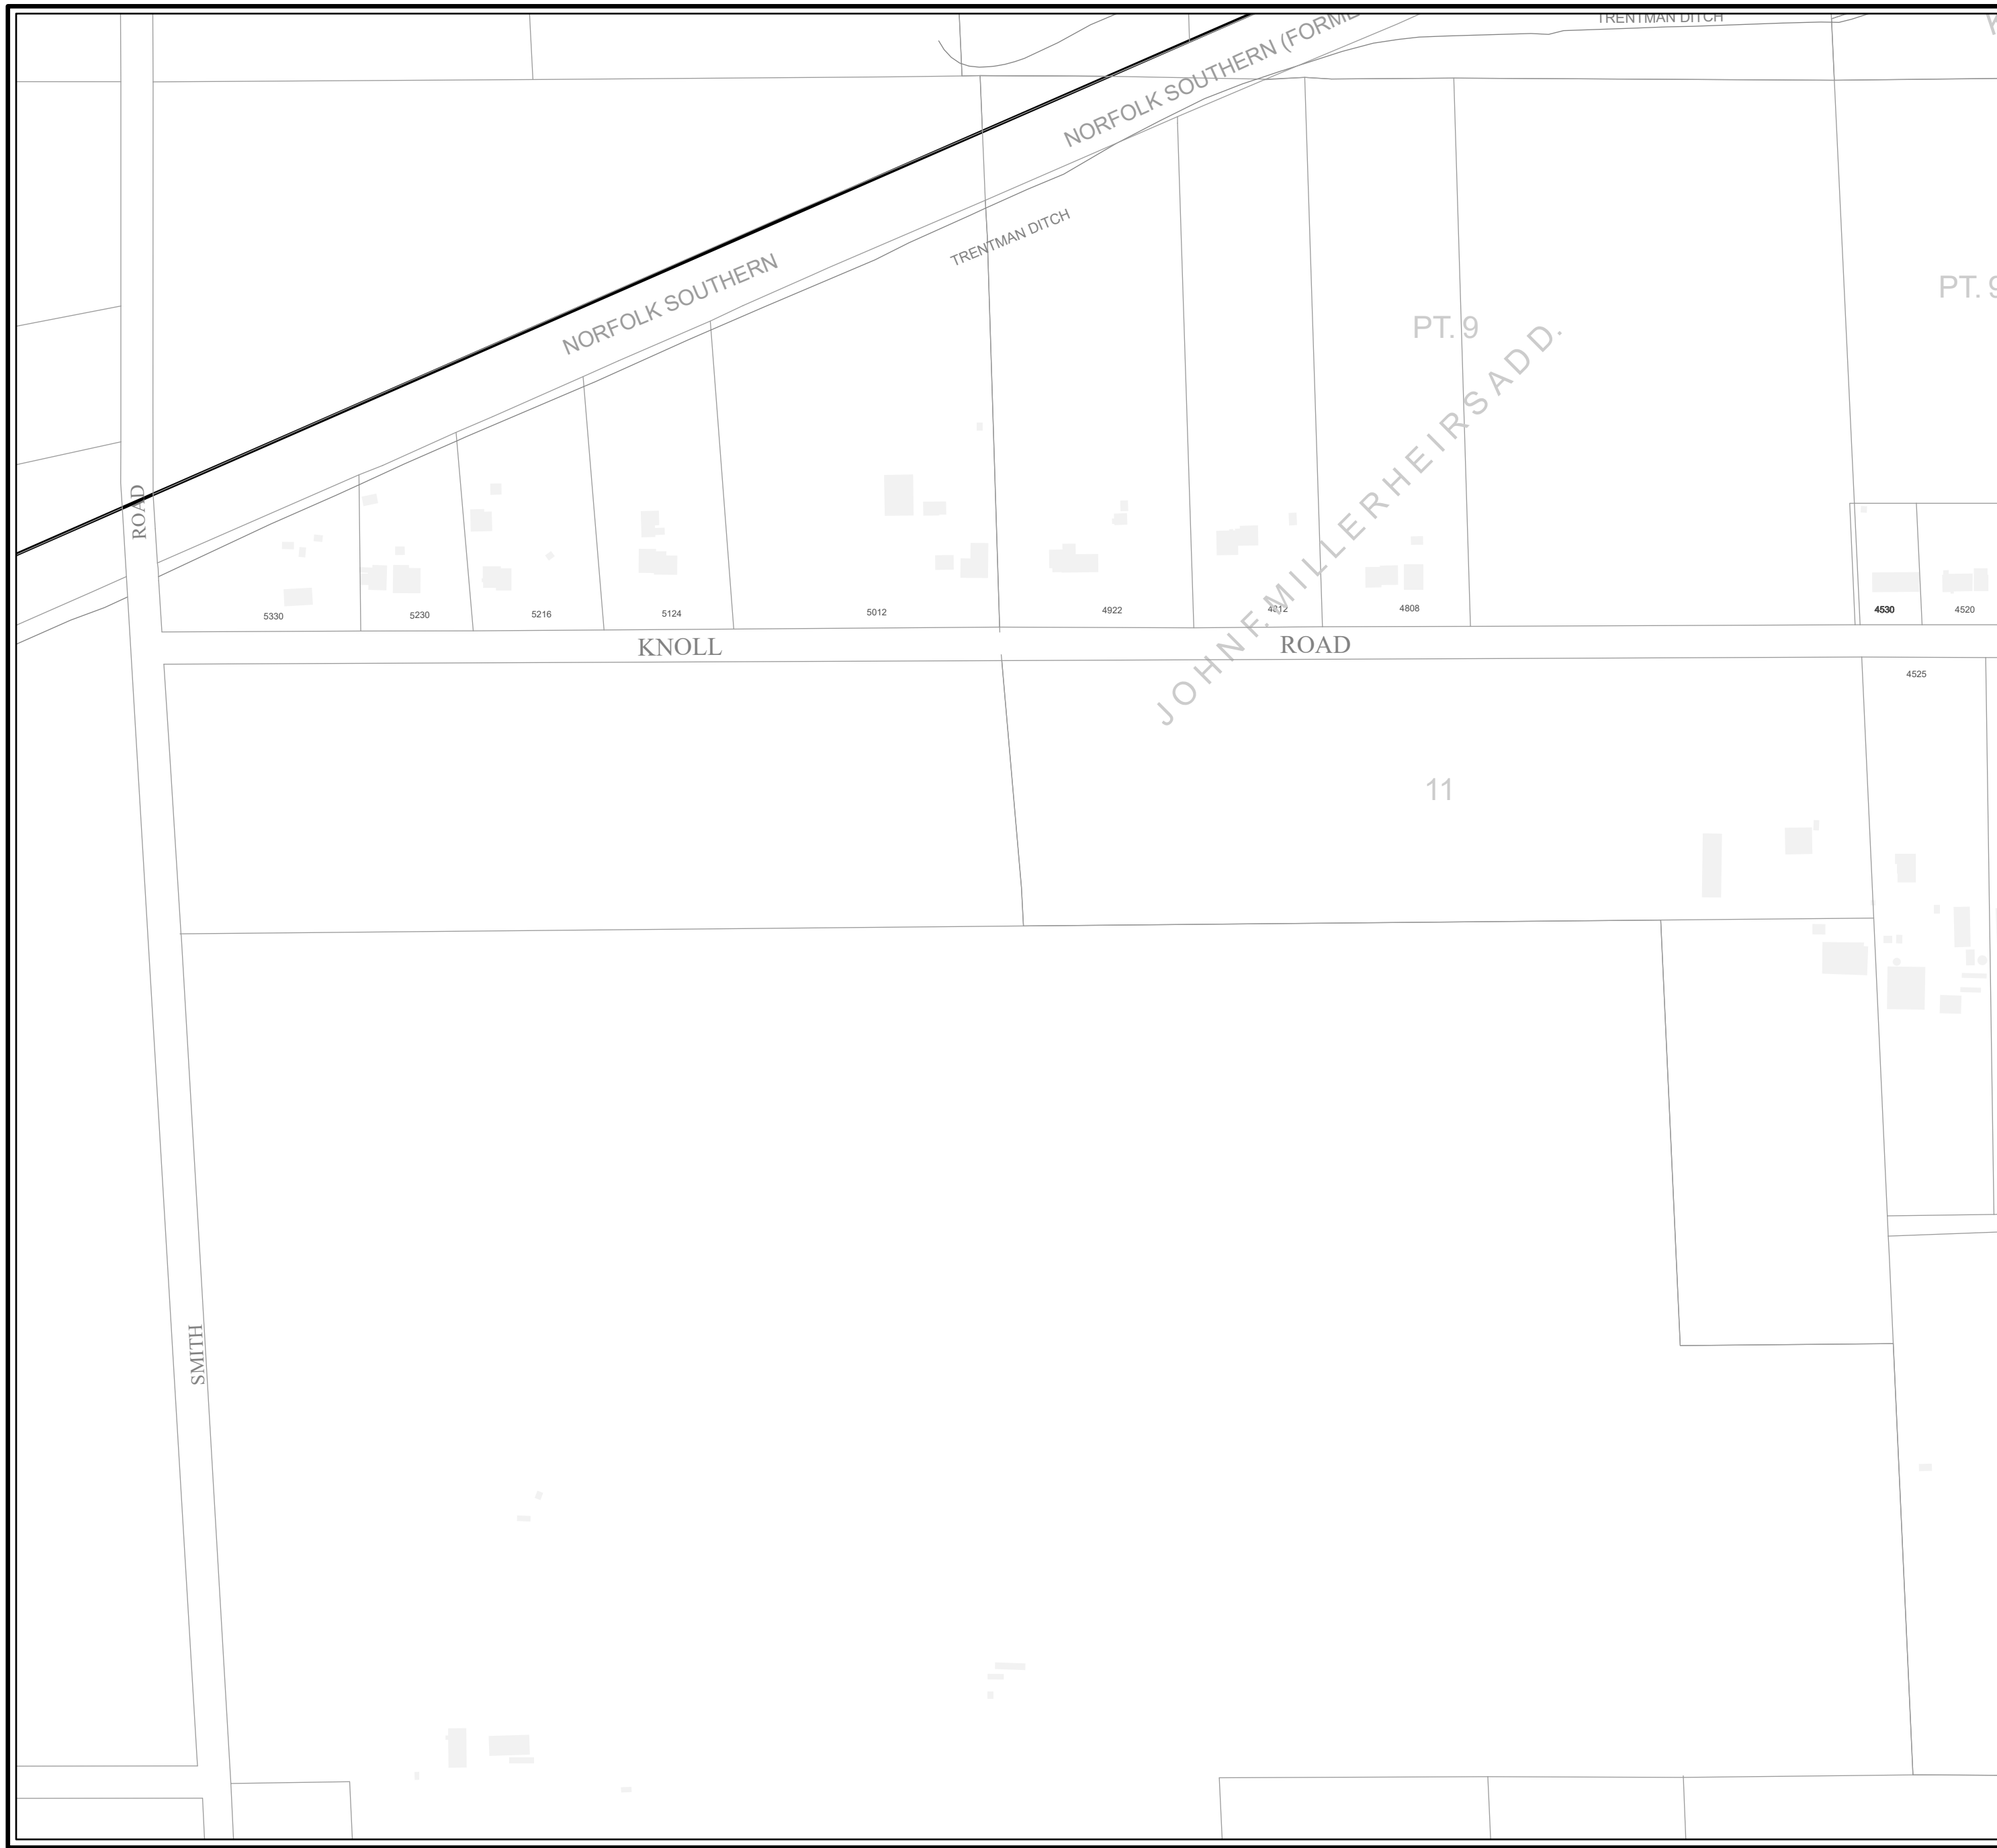 TRENTMAN DITCH
NORFOLK SOUTHERN
TRENTMAN DITCH
NORFOLK SOUTHERN
PT. 9
PT. 9
JOHN F. MILLER HEIRS ADD.
ROAD
5330
5230
5216
5124
5012
4922
4812
4808
4530
4520
KNOLL
ROAD
4525
11
SMITH